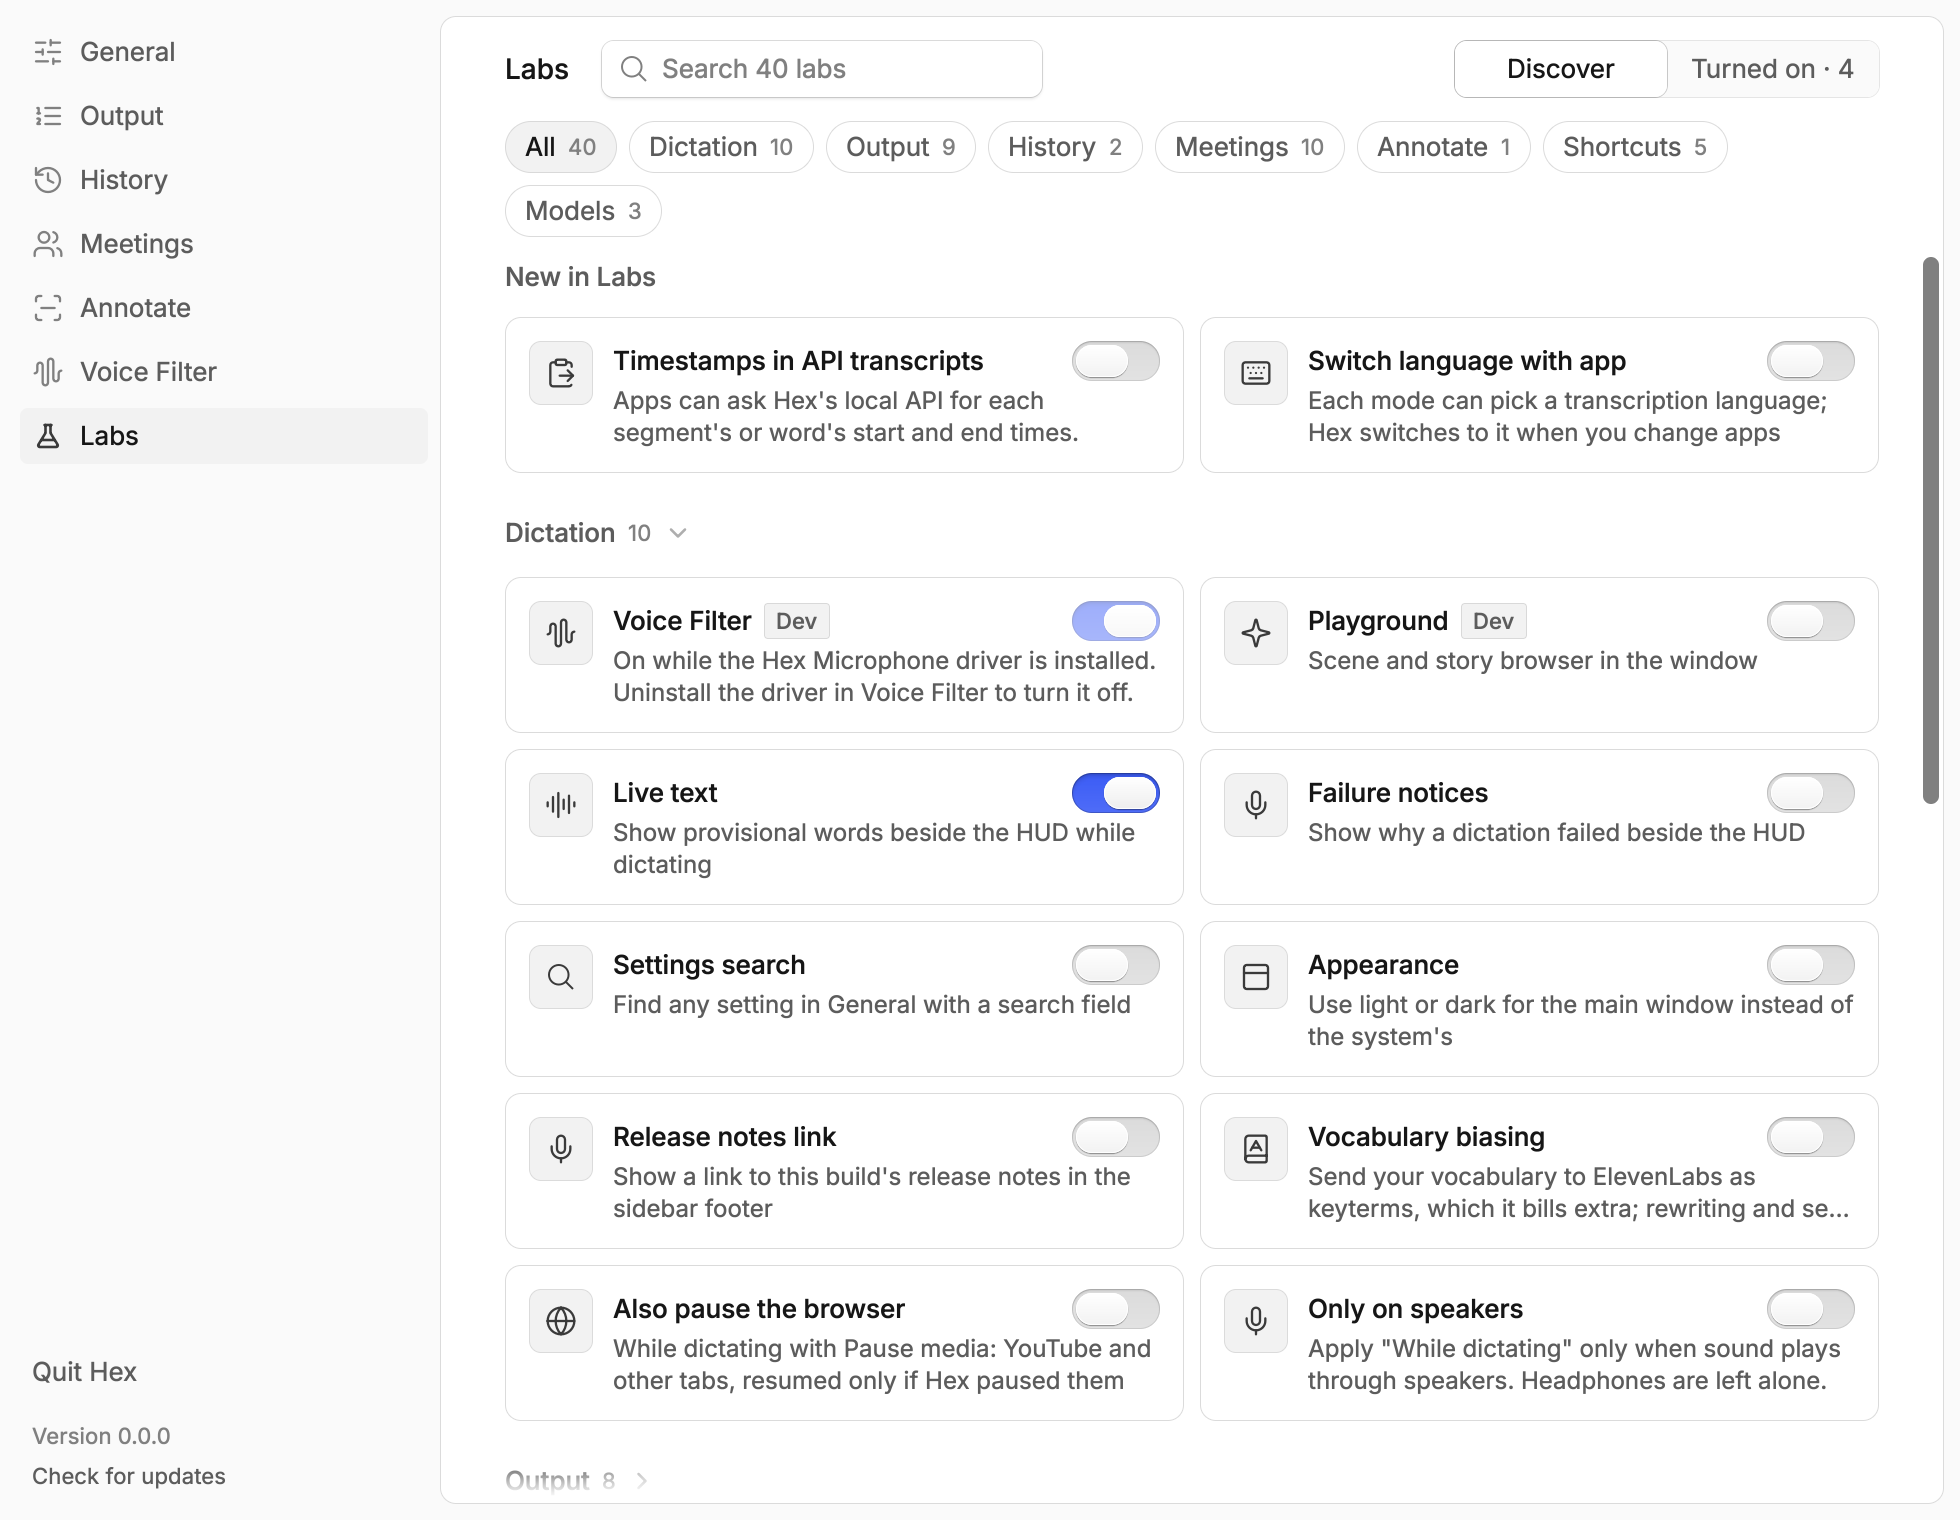 General
Output
History
Meetings
Annotate
Voice Filter
Labs
Quit Hex
Version 0.0.0
Check for updates
Labs
Search 40 labs
Discover
Turned on · 4
All 40
Dictation 10
Output 9
History 2
Meetings 10
Annotate 1
Shortcuts 5
Models 3
New in Labs
Timestamps in API transcripts
Apps can ask Hex's local API for each
segment's or word's start and end times.
Switch language with app
Each mode can pick a transcription language;
Hex switches to it when you change apps
Dictation 10
Voice Filter Dev
On while the Hex Microphone driver is installed.
Uninstall the driver in Voice Filter to turn it off.
Playground Dev
Scene and story browser in the window
Live text
Show provisional words beside the HUD while
dictating
Failure notices
Show why a dictation failed beside the HUD
Settings search
Find any setting in General with a search field
Appearance
Use light or dark for the main window instead of
the system's
Release notes link
Show a link to this build's release notes in the
sidebar footer
Vocabulary biasing
Send your vocabulary to ElevenLabs as
keyterms, which it bills extra; rewriting and se...
Also pause the browser
While dictating with Pause media: YouTube and
other tabs, resumed only if Hex paused them
Only on speakers
Apply "While dictating" only when sound plays
through speakers. Headphones are left alone.
Output 8